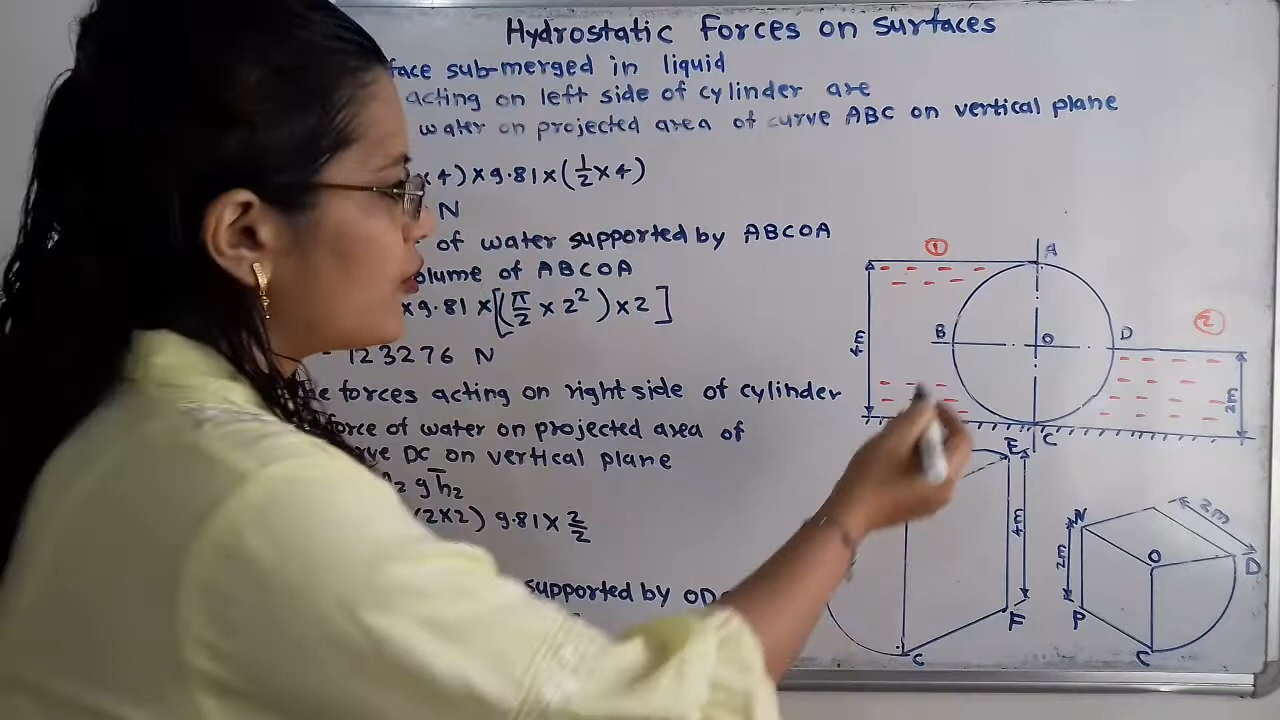 Hydrostatic Forces on surfaces
face sub-merged in liquid
acting on left side of cylinder are
water on projected area of curve ABC on vertical plane
x 4) x 9.81 x (1/2 x 4)
N
of water supported by ABCOA
olume of ABCOA
x 9.81 x [(π/2 x 2²) x 2]
= 123276 N
e forces acting on right side of cylinder
force of water on projected area of
ve DC on vertical plane
A₂ g h̄₂
(2x2) 9.81 x 2/2
supported by OD
① A
4m B O D ②
2m
C
E
4m
F
C
N 2m
O D
2m
P
C